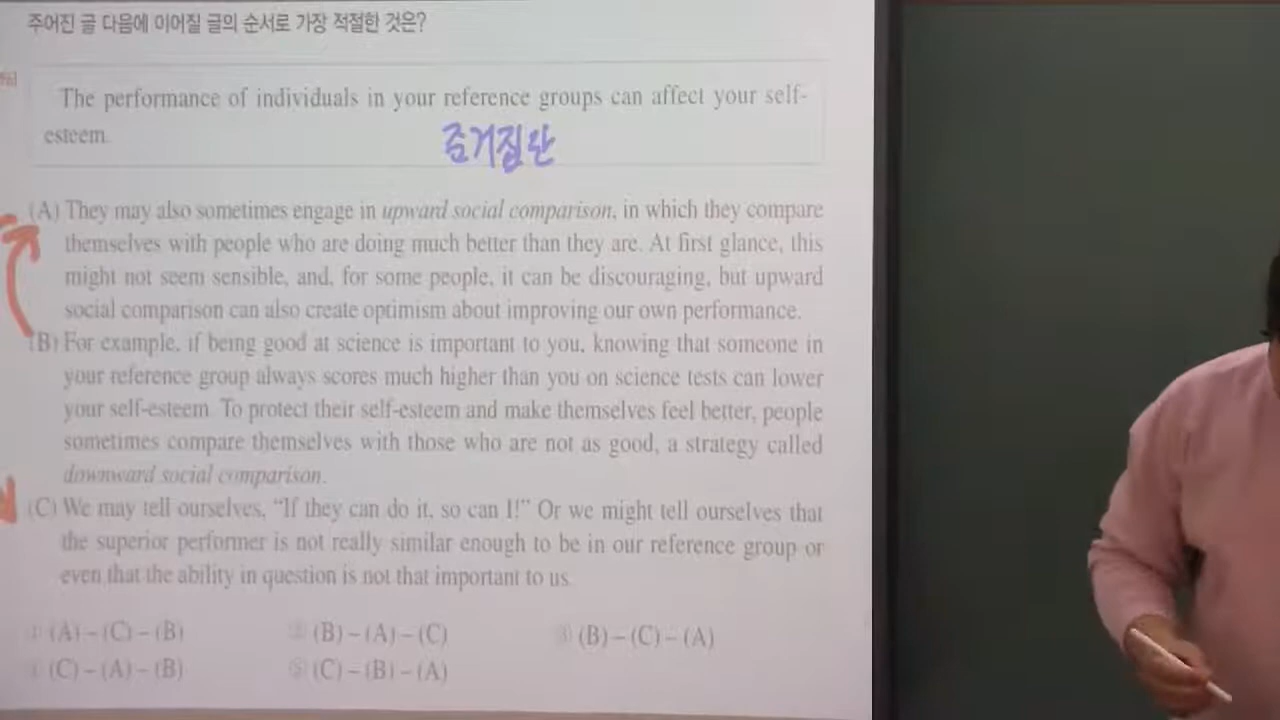 주어진 글 다음에 이어질 글의 순서로 가장 적절한 것은?
The performance of individuals in your reference groups can affect your self-
esteem.
준거집단
(A) They may also sometimes engage in upward social comparison, in which they compare
themselves with people who are doing much better than they are. At first glance, this
might not seem sensible, and, for some people, it can be discouraging, but upward
social comparison can also create optimism about improving our own performance.
(B) For example, if being good at science is important to you, knowing that someone in
your reference group always scores much higher than you on science tests can lower
your self-esteem. To protect their self-esteem and make themselves feel better, people
sometimes compare themselves with those who are not as good, a strategy called
downward social comparison.
(C) We may tell ourselves, “If they can do it, so can I!” Or we might tell ourselves that
the superior performer is not really similar enough to be in our reference group or
even that the ability in question is not that important to us.
① (A)－(C)－(B) ② (B)－(A)－(C) ③ (B)－(C)－(A)
④ (C)－(A)－(B) ⑤ (C)－(B)－(A)